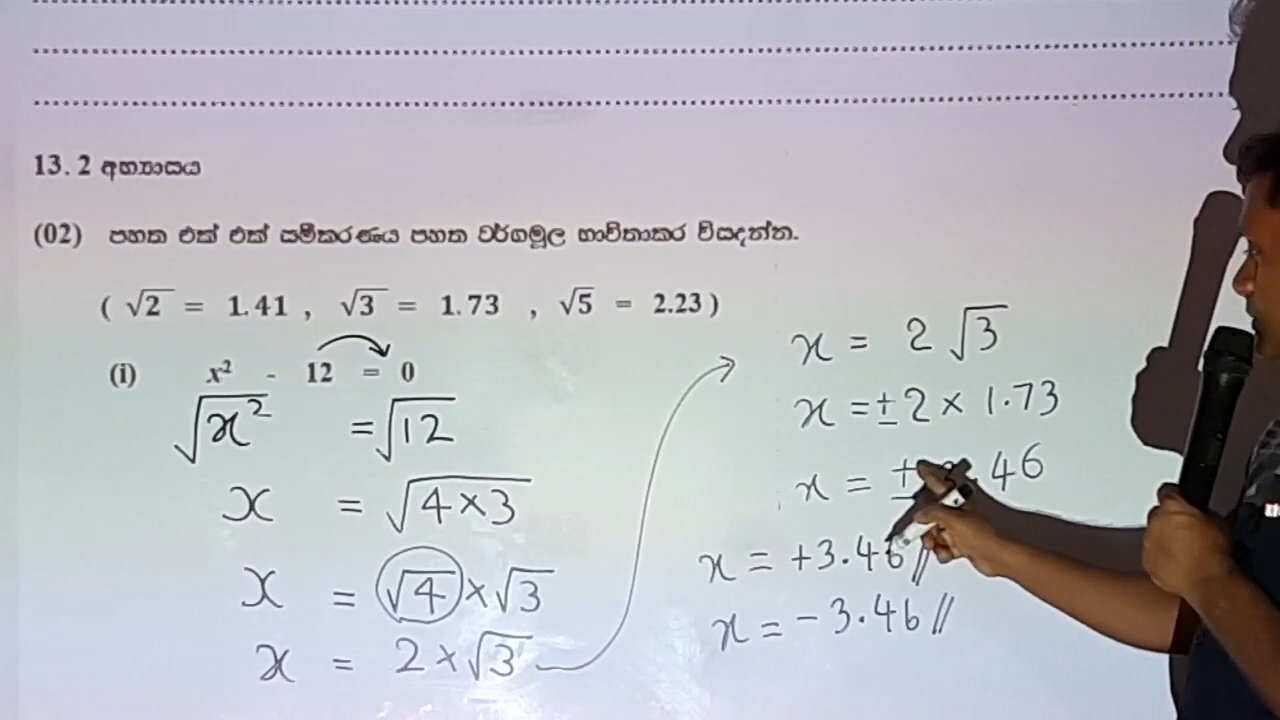 13.2 අභ්‍යාසය
(02) පහත එක් එක් සමීකරණය පහත වර්ගමූල භාවිතාකර විසඳන්න.
( √2 = 1.41 , √3 = 1.73 , √5 = 2.23 )
(i) x² - 12 = 0
√x² = √12
x = √4×3
x = √4 × √3
x = 2 × √3
x = 2 √3
x = ± 2 × 1.73
x = ± 3.46
x = +3.46 //
x = - 3.46 //